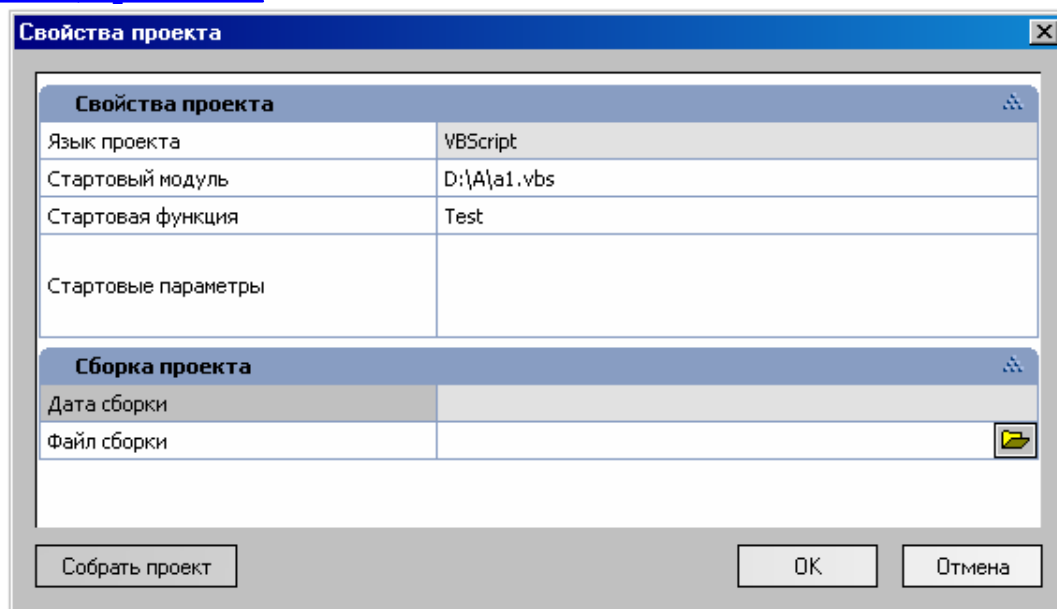 Свойства проекта
Свойства проекта
Язык проекта VBScript
Стартовый модуль D:\A\a1.vbs
Стартовая функция Test
Стартовые параметры
Сборка проекта
Дата сборки
Файл сборки
Собрать проект OK Отмена